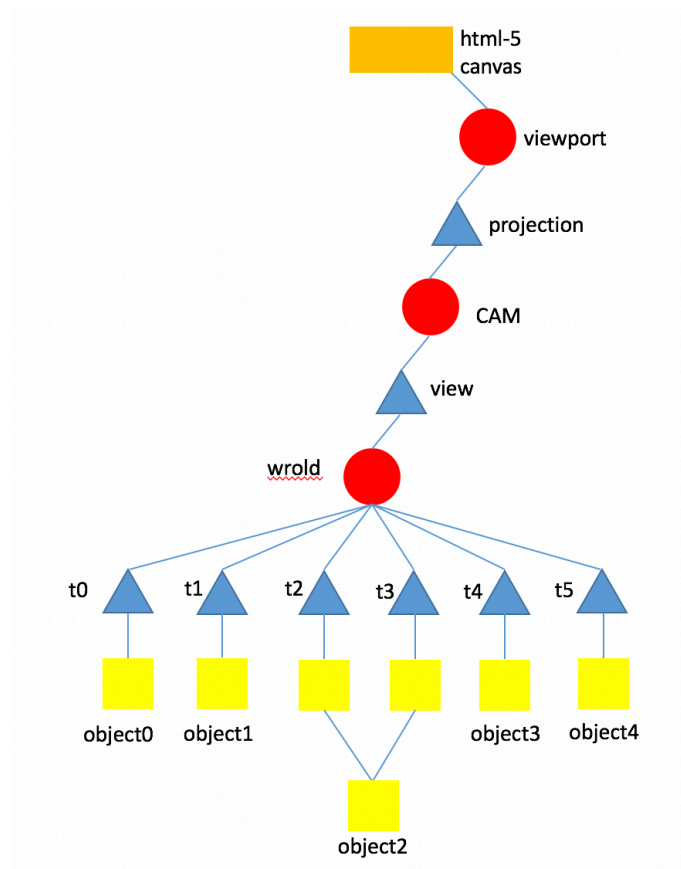 html-5
canvas
viewport
projection
CAM
view
wrold
t0
t1
t2
t3
t4
t5
object0
object1
object3
object4
object2